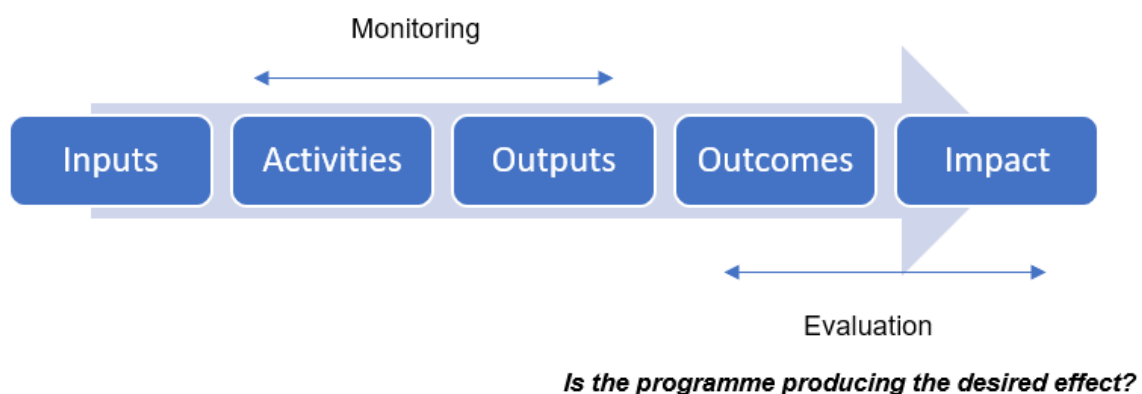 Monitoring
Inputs
Activities
Outputs
Outcomes
Impact
Evaluation
Is the programme producing the desired effect?